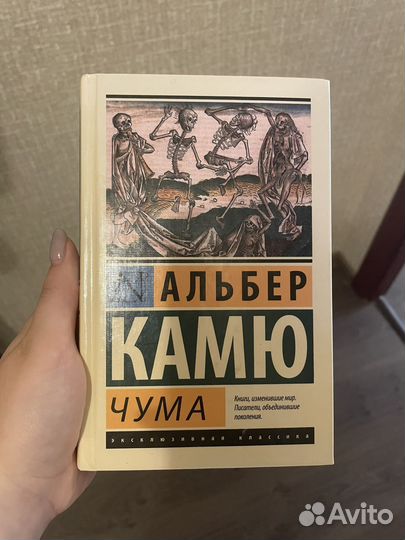 N АЛЬБЕР
КАМЮ
ЧУМА
Книги, изменившие мир.
Писатели, объединившие
поколения.
ЭКСКЛЮЗИВНАЯ КЛАССИКА
Avito